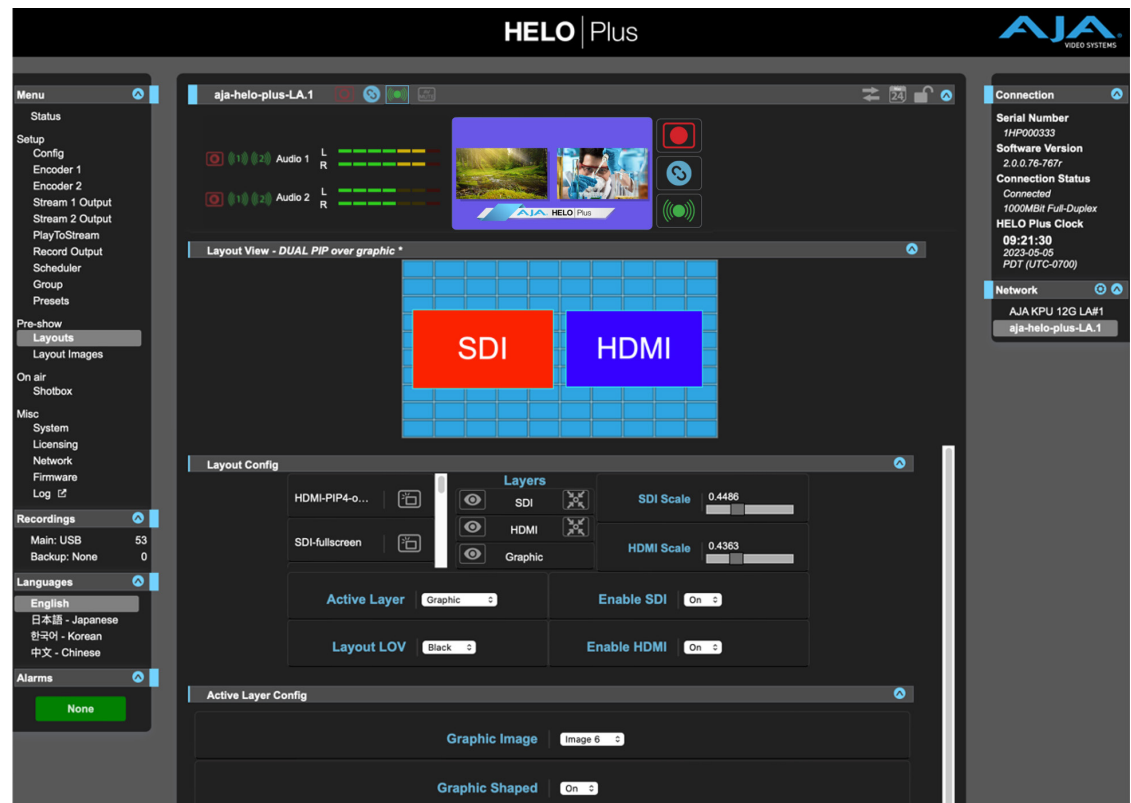 HELO Plus
AJA
VIDEO SYSTEMS
Menu
Status
Setup
Config
Encoder 1
Encoder 2
Stream 1 Output
Stream 2 Output
PlayToStream
Record Output
Scheduler
Group
Presets
Pre-show
Layouts
Layout Images
On air
Shotbox
Misc
System
Licensing
Network
Firmware
Log
Recordings
Main: USB 53
Backup: None 0
Languages
English
日本語 - Japanese
한국어 - Korean
中文 - Chinese
Alarms
None
aja-helo-plus-LA.1
24
1 2 Audio 1 L
R
1 2 Audio 2 L
R
AJA HELO Plus
Layout View - DUAL PIP over graphic *
SDI HDMI
Layout Config
HDMI-PIP4-o...
SDI-fullscreen
Layers
SDI
HDMI
Graphic
SDI Scale 0.4486
HDMI Scale 0.4363
Active Layer Graphic
Enable SDI On
Layout LOV Black
Enable HDMI On
Active Layer Config
Graphic Image Image 6
Graphic Shaped On
Connection
Serial Number
1HP000333
Software Version
2.0.0.76-767r
Connection Status
Connected
1000MBit Full-Duplex
HELO Plus Clock
09:21:30
2023-05-05
PDT (UTC-0700)
Network
AJA KPU 12G LA#1
aja-helo-plus-LA.1